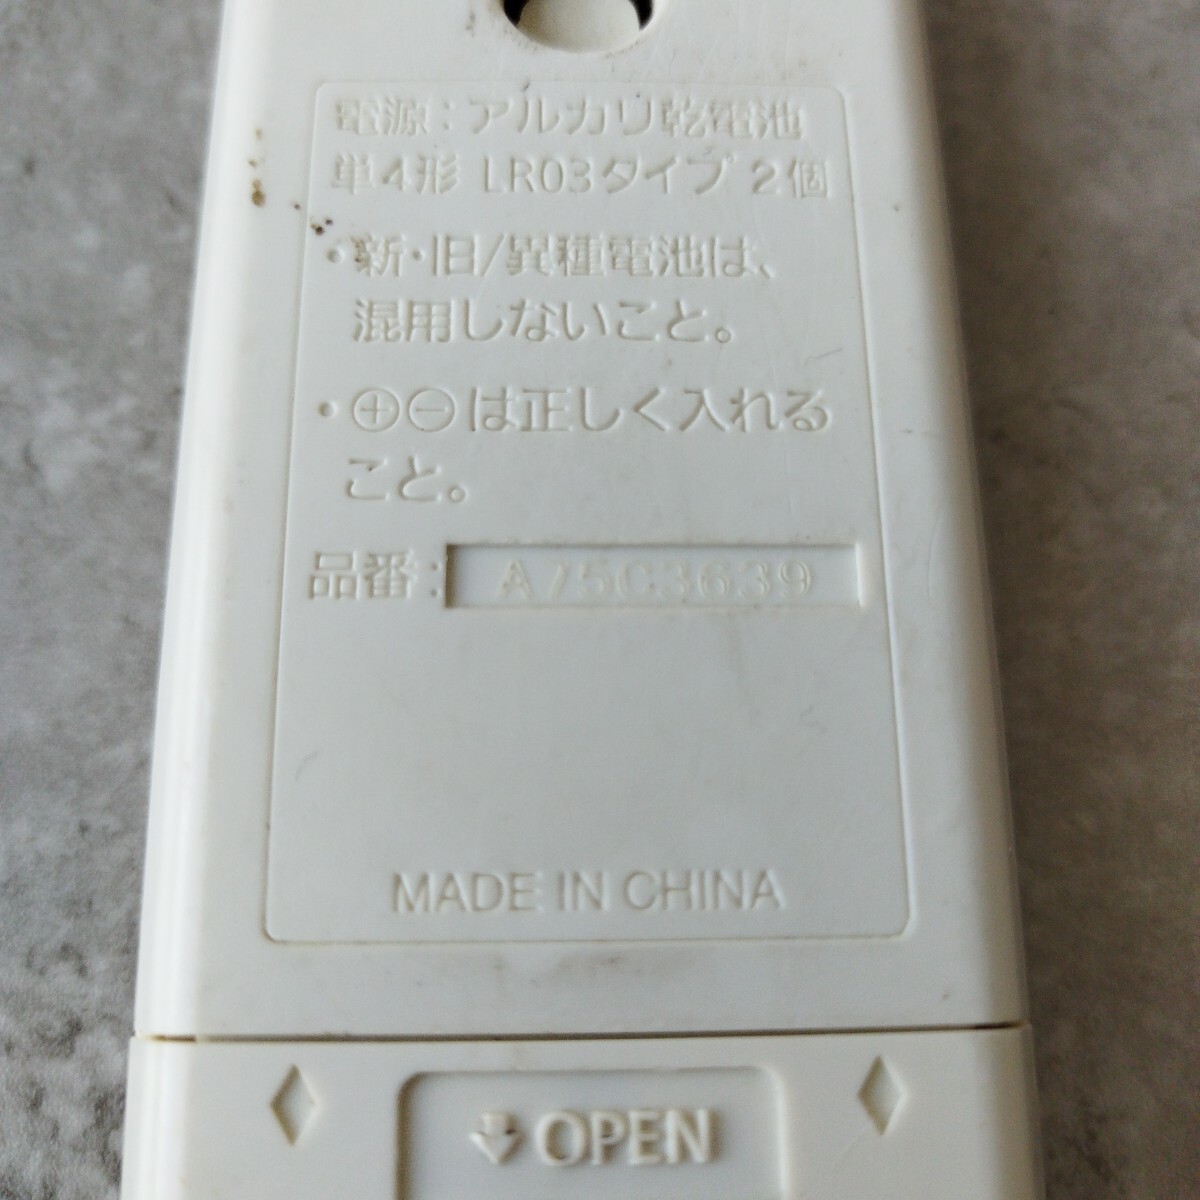 電源:アルカリ乾電池
単4形 LR03タイプ 2個
・新・旧/異種電池は、
混用しないこと。
・⊕⊖は正しく入れる
こと。
品番: A75C3639
MADE IN CHINA
OPEN